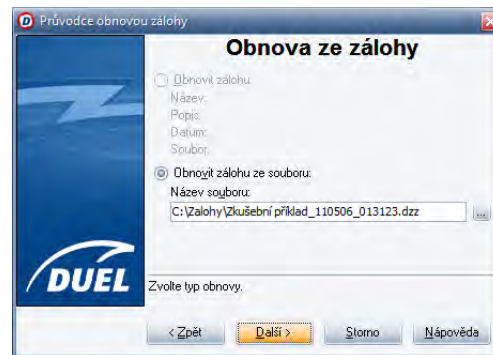 Průvodce obnovou zálohy
Obnova ze zálohy
Obnovit zálohu:
Název:
Popis:
Datum:
Soubor:
Obnovit zálohu ze souboru:
Název souboru:
C:\Zalohy\Zkušební příklad_110506_013123.dzz
...
DUEL
Zvolte typ obnovy.
< Zpět
Další >
Storno
Nápověda